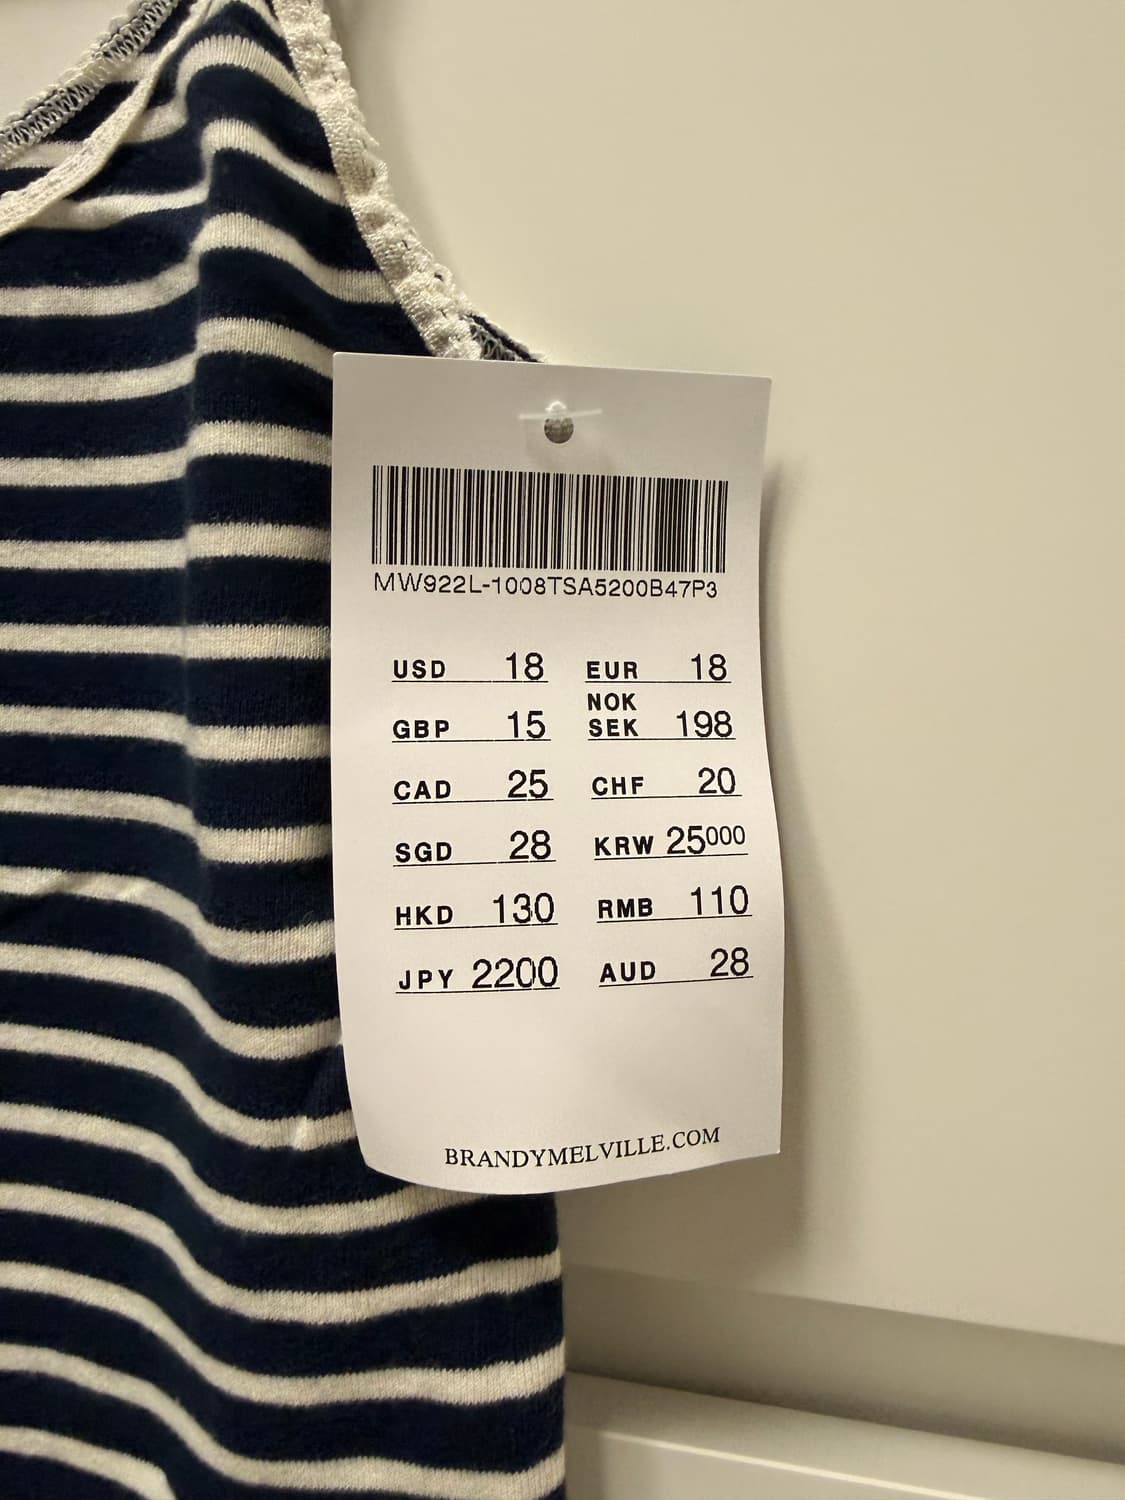 MW922L-1008TSA5200B47P3
USD 18 EUR 18
GBP 15 NOK SEK 198
CAD 25 CHF 20
SGD 28 KRW 25000
HKD 130 RMB 110
JPY 2200 AUD 28
BRANDYMELVILLE.COM